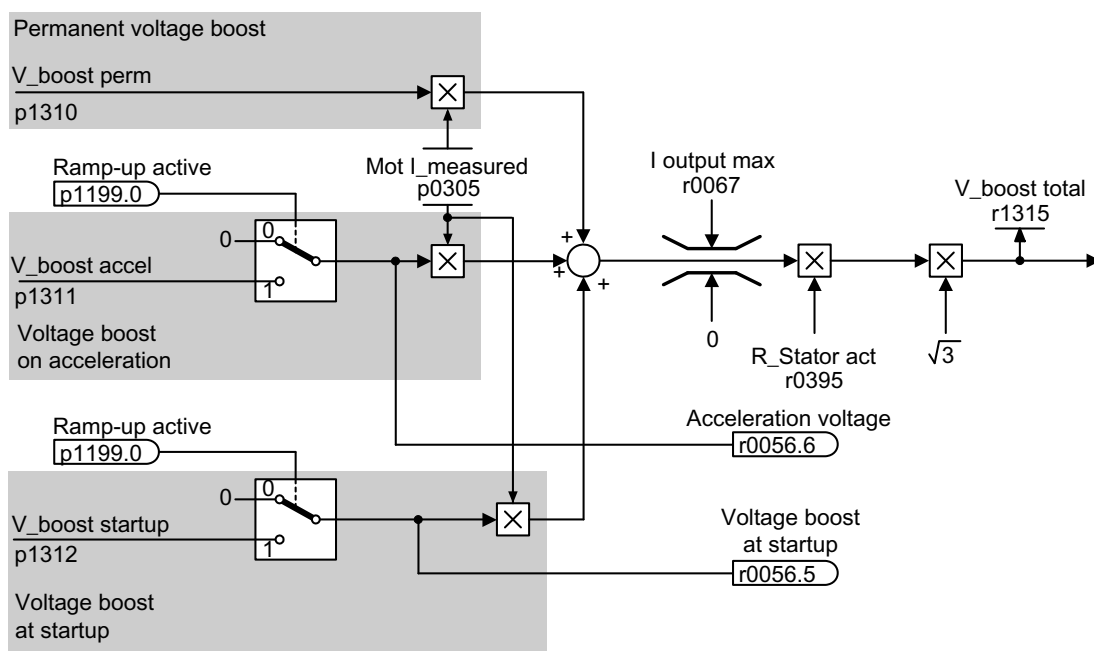 Permanent voltage boost
V_boost perm
p1310
Ramp-up active
p1199.0
Mot I_measured
p0305
I output max
r0067
V_boost total
r1315
0
0
V_boost accel
1
p1311
Voltage boost
on acceleration
+
+
+
0
R_Stator act
r0395
√3
Ramp-up active
p1199.0
Acceleration voltage
r0056.6
0
0
V_boost startup
1
p1312
Voltage boost
at startup
r0056.5
Voltage boost
at startup